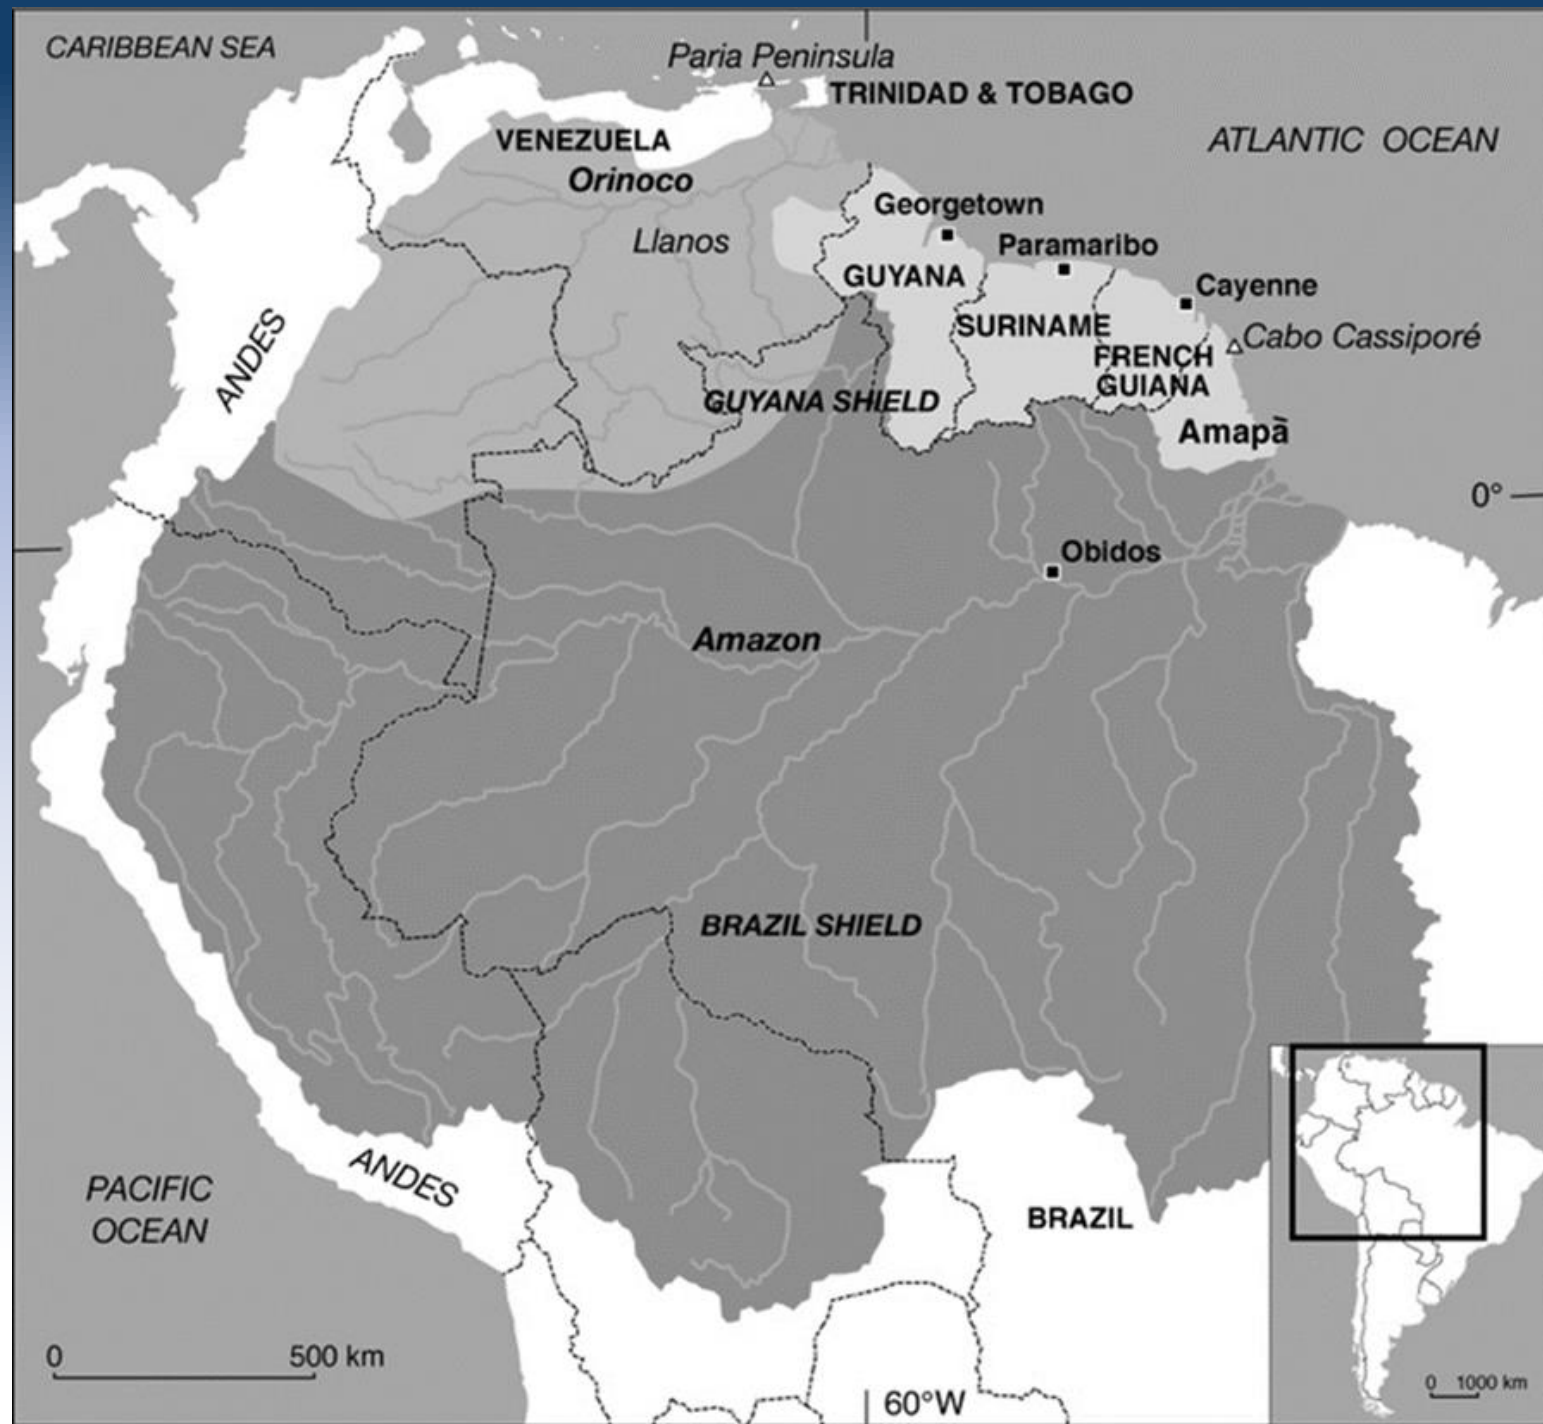 CARIBBEAN SEA
Paria Peninsula
TRINIDAD & TOBAGO
ATLANTIC OCEAN
VENEZUELA
Orinoco
Georgetown
Llanos
Paramaribo
GUYANA
Cayenne
SURINAME
Cabo Cassiporé
ANDES
FRENCH
GUIANA
GUYANA SHIELD
Amapã
0°
Obidos
Amazon
BRAZIL SHIELD
ANDES
PACIFIC
OCEAN
BRAZIL
0 500 km
60°W
0 1000 km